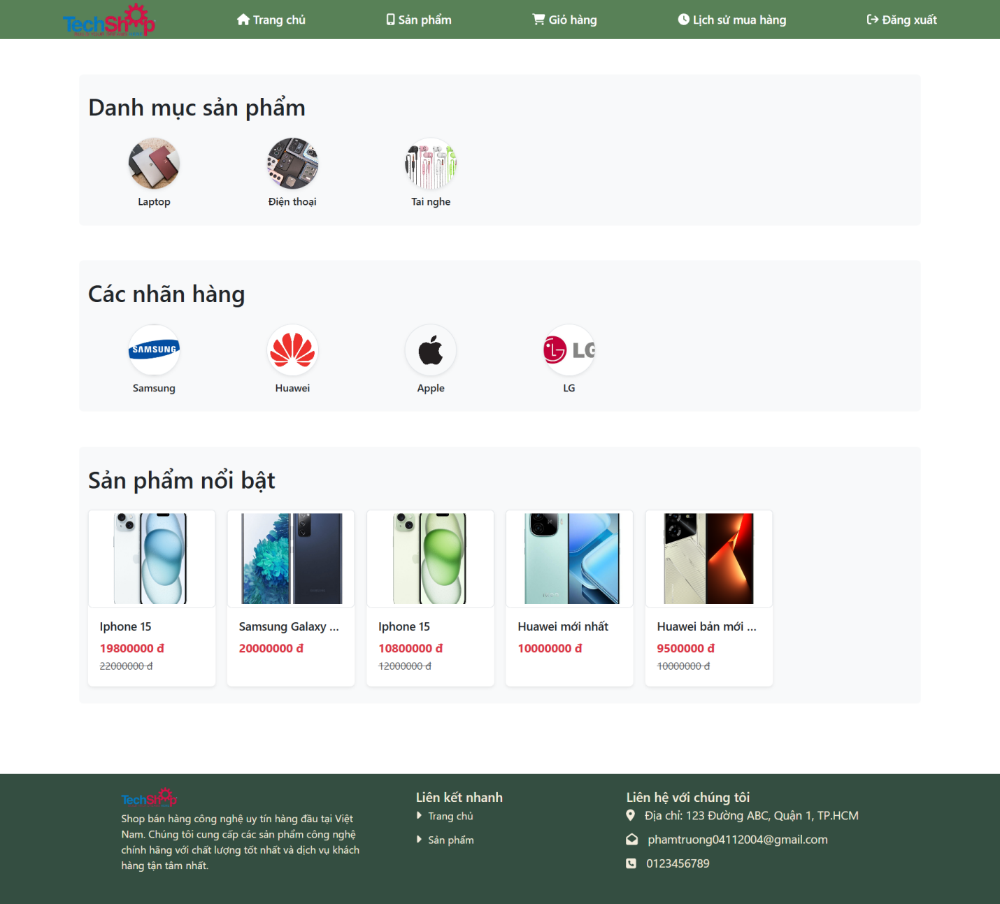 TechShop
Trang chủ
Sản phẩm
Giỏ hàng
Lịch sử mua hàng
Đăng xuất
Danh mục sản phẩm
Laptop
Điện thoại
Tai nghe
Các nhãn hàng
SAMSUNG
LG
Samsung
Huawei
Apple
LG
Sản phẩm nổi bật
Iphone 15
19800000 đ
22000000 đ
Samsung Galaxy ...
20000000 đ
Iphone 15
10800000 đ
12000000 đ
Huawei mới nhất
10000000 đ
Huawei bản mới ...
9500000 đ
10000000 đ
TechShop
Shop bán hàng công nghệ uy tín hàng đầu tại Việt
Nam. Chúng tôi cung cấp các sản phẩm công nghệ
chính hãng với chất lượng tốt nhất và dịch vụ khách
hàng tận tâm nhất.
Liên kết nhanh
Trang chủ
Sản phẩm
Liên hệ với chúng tôi
Địa chỉ: 123 Đường ABC, Quận 1, TP.HCM
phamtruong04112004@gmail.com
0123456789